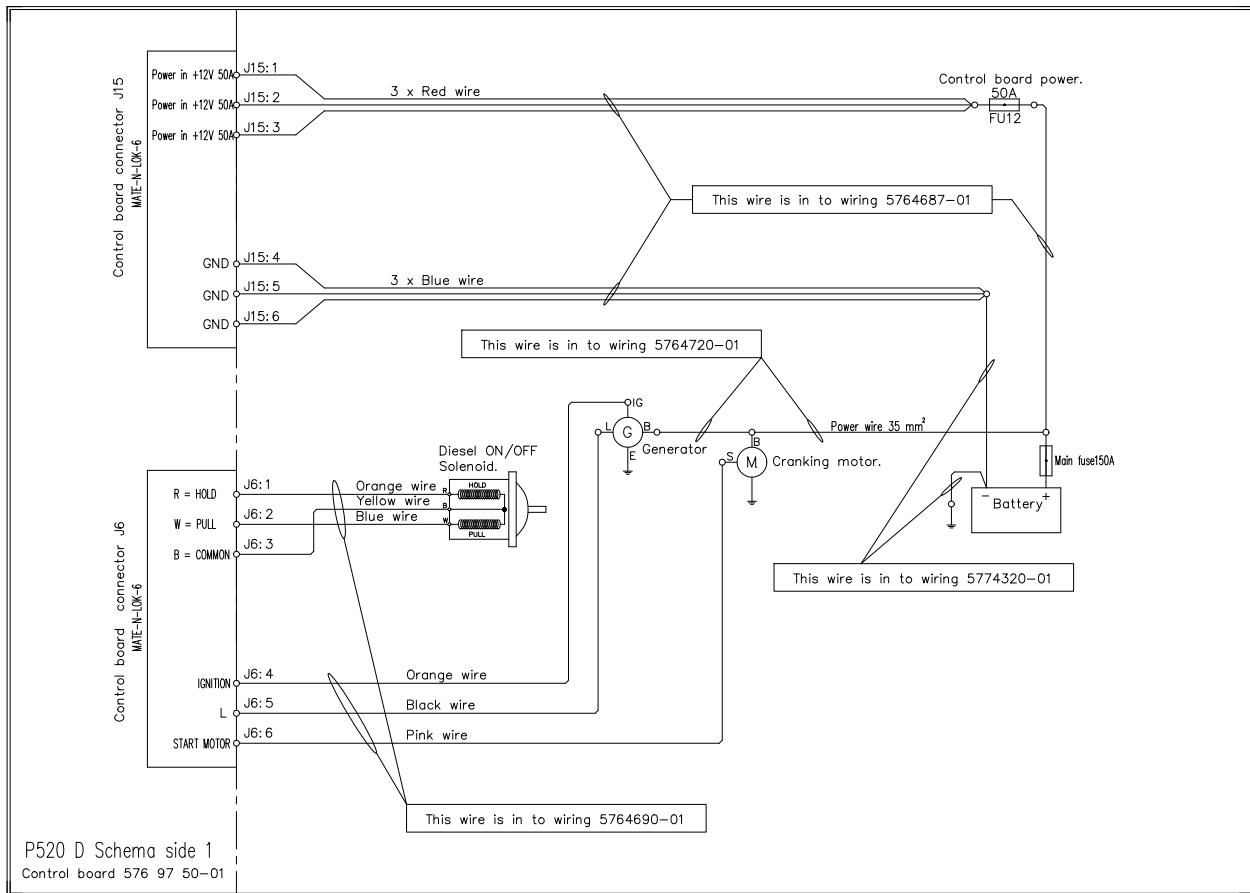 Control board connector J15
MATE-N-LOK-6
Power in +12V 50A
J15:1
Power in +12V 50A
J15:2
Power in +12V 50A
J15:3
3 x Red wire
Control board power.
50A
FU12
This wire is in to wiring 5764687-01
GND
J15:4
GND
J15:5
GND
J15:6
3 x Blue wire
This wire is in to wiring 5764720-01
IG
L
G
B
E
Generator
B
S
M
Cranking motor.
Power wire 35 mm²
Main fuse150A
-
+
Battery
This wire is in to wiring 5774320-01
Diesel ON/OFF
Solenoid.
HOLD
R
B
W
PULL
Control board connector J6
MATE-N-LOK-6
R = HOLD
J6:1
Orange wire
Yellow wire
W = PULL
J6:2
Blue wire
B = COMMON
J6:3
IGNITION
J6:4
Orange wire
L
J6:5
Black wire
START MOTOR
J6:6
Pink wire
This wire is in to wiring 5764690-01
P520 D Schema side 1
Control board 576 97 50-01